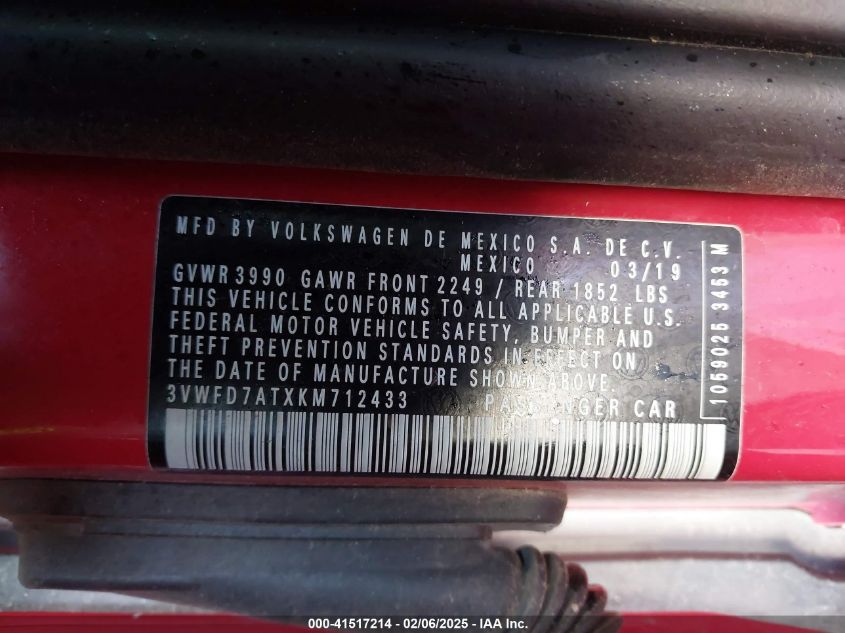 MFD BY VOLKSWAGEN DE MEXICO S.A. DE C.V.
MEXICO 03/19
GVWR 3990 GAWR FRONT 2249 / REAR 1852 LBS
THIS VEHICLE CONFORMS TO ALL APPLICABLE U.S.
FEDERAL MOTOR VEHICLE SAFETY, BUMPER AND
THEFT PREVENTION STANDARDS IN EFFECT ON
THE DATE OF MANUFACTURE SHOWN ABOVE.
3VWFD7ATXKM712433 PASSENGER CAR
1059026 3453 M
000-41517214 - 02/06/2025 - IAA Inc.